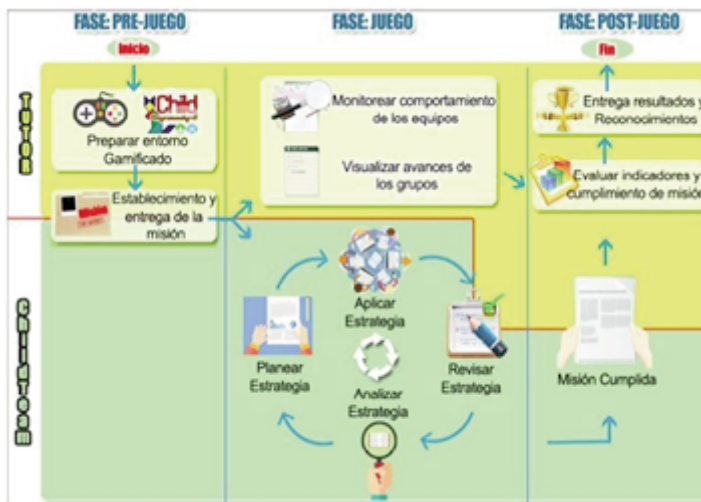 FASE: PRE-JUEGO
FASE: JUEGO
FASE: POST-JUEGO
Inicio
Fin
TUTOR
Child
Preparar entorno
Gamificado
Establecimiento y
entrega de la
misión
Monitorear comportamiento
de los equipos
Visualizar avances de
los grupos
Entrega resultados y
Reconocimientos
Evaluar indicadores y
cumplimiento de misión
Aplicar
Estrategia
Planear
Estrategia
Revisar
Estrategia
Analizar
Estrategia
Misión Cumplida